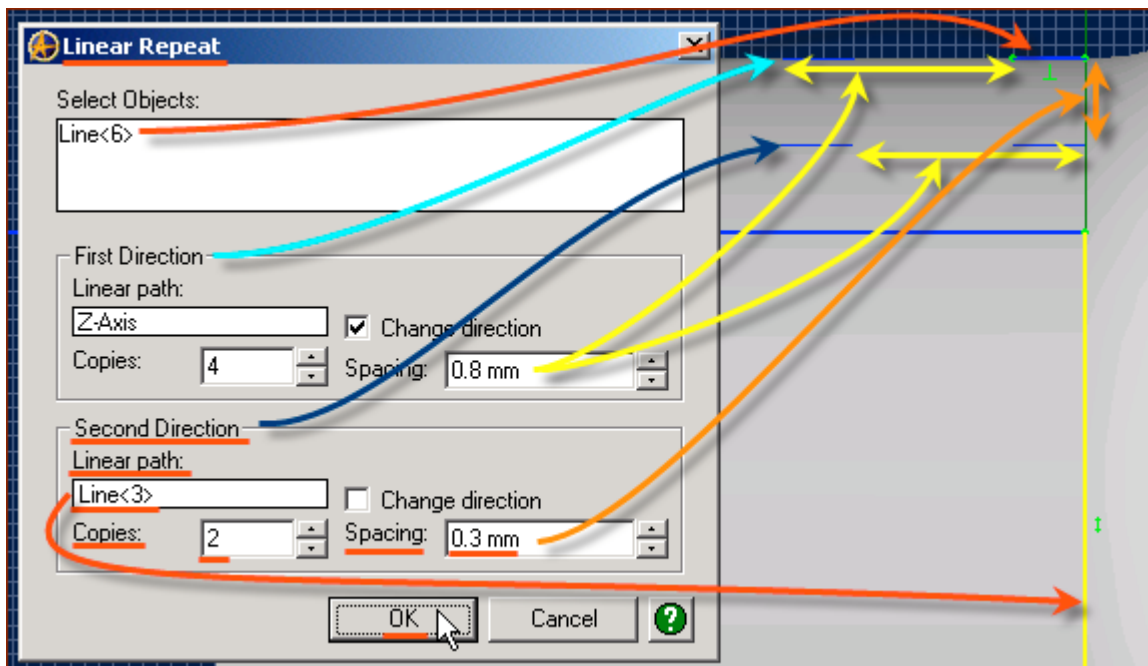 Linear Repeat
Select Objects:
Line<6>
First Direction
Linear path:
Z-Axis
Change direction
Copies:
4
Spacing:
0.8 mm
Second Direction
Linear path:
Line<3>
Change direction
Copies:
2
Spacing:
0.3 mm
OK
Cancel
?